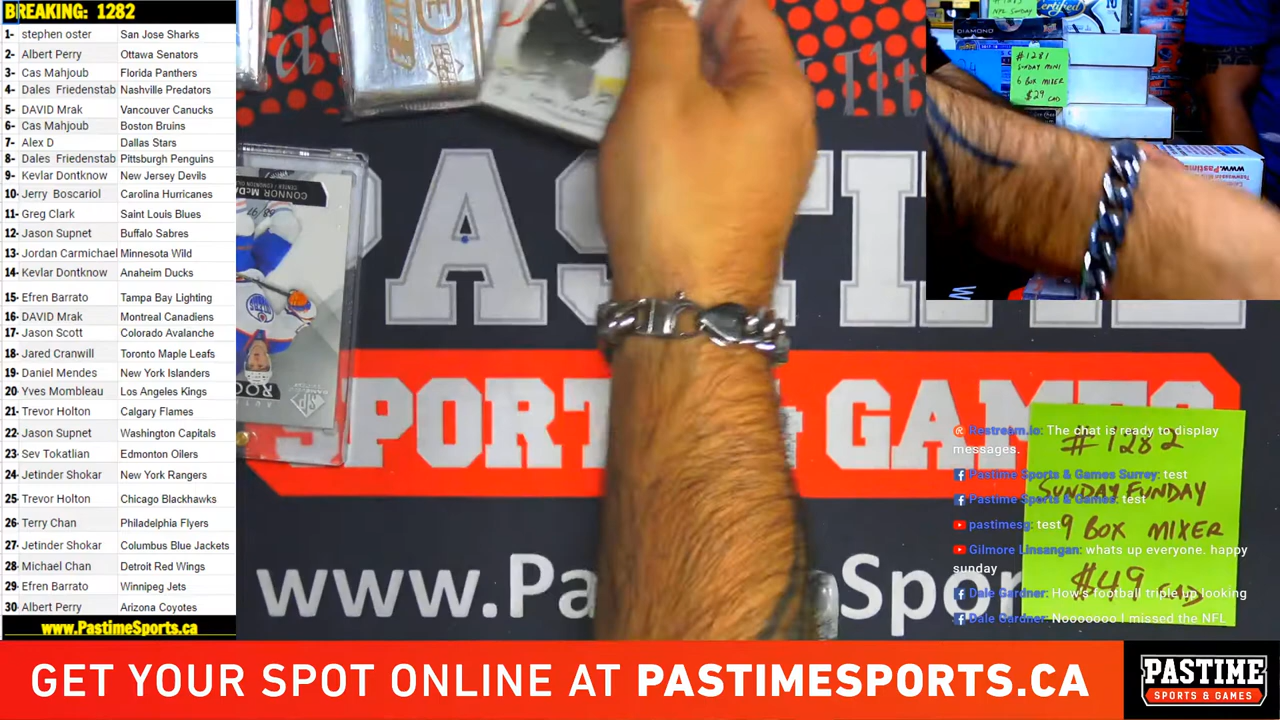 BREAKING: 1282
1- stephen oster San Jose Sharks
2- Albert Perry Ottawa Senators
3- Cas Mahjoub Florida Panthers
4- Dales Friedenstab Nashville Predators
5- DAVID Mrak Vancouver Canucks
6- Cas Mahjoub Boston Bruins
7- Alex D Dallas Stars
8- Dales Friedenstab Pittsburgh Penguins
9- Kevlar Dontknow New Jersey Devils
10- Jerry Boscariol Carolina Hurricanes
11- Greg Clark Saint Louis Blues
12- Jason Supnet Buffalo Sabres
13- Jordan Carmichael Minnesota Wild
14- Kevlar Dontknow Anaheim Ducks
15- Efren Barrato Tampa Bay Lighting
16- DAVID Mrak Montreal Canadiens
17- Jason Scott Colorado Avalanche
18- Jared Cranwill Toronto Maple Leafs
19- Daniel Mendes New York Islanders
20- Yves Mombleau Los Angeles Kings
21- Trevor Holton Calgary Flames
22- Jason Supnet Washington Capitals
23- Sev Tokatlian Edmonton Oilers
24- Jetinder Shokar New York Rangers
25- Trevor Holton Chicago Blackhawks
26- Terry Chan Philadelphia Flyers
27- Jetinder Shokar Columbus Blue Jackets
28- Michael Chan Detroit Red Wings
29- Efren Barrato Winnipeg Jets
30- Albert Perry Arizona Coyotes
www.PastimeSports.ca
CONNOR McDA
PAS
SPORTS & GAMES
www.Pa Spor
Certified
DIAMOND
#1281
SUNDAY MINI
6 BOX MIXER
$29 CAD
#1282
SUNDAY FUNDAY
9 BOX MIXER
$49 CAD
Restream.io: The chat is ready to display
messages.
Pastime Sports & Games Surrey: test
Pastime Sports & Games: test
pastimesg: test
Gilmore Linsangan: whats up everyone. happy
sunday
Dale Gardner: How's football triple up looking
Dale Gardner: Nooooooo I missed the NFL
GET YOUR SPOT ONLINE AT PASTIMESPORTS.CA
PASTIME
SPORTS & GAMES